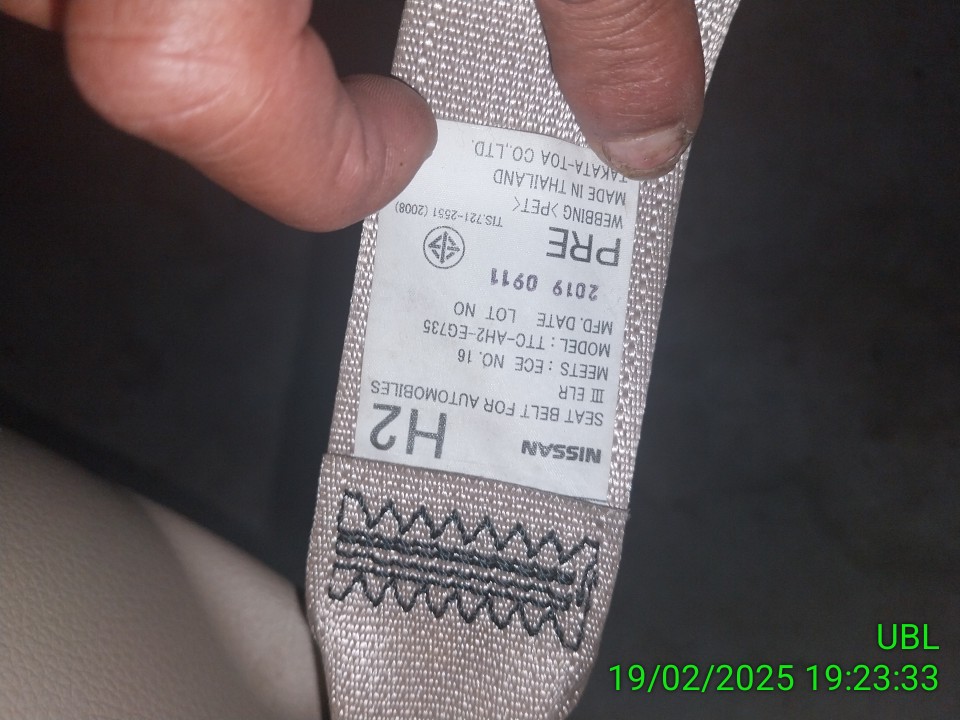 NISSAN
H2
SEAT BELT FOR AUTOMOBILES
III ELR
MEETS : ECE NO. 16
MODEL : TTC-AH2-EG735
MFD. DATE LOT NO
2019 0911
PRE
TIS.721-2551 (2008)
WEBBING >PET<
MADE IN THAILAND
TAKATA-TOA CO.,LTD.
UBL
19/02/2025 19:23:33